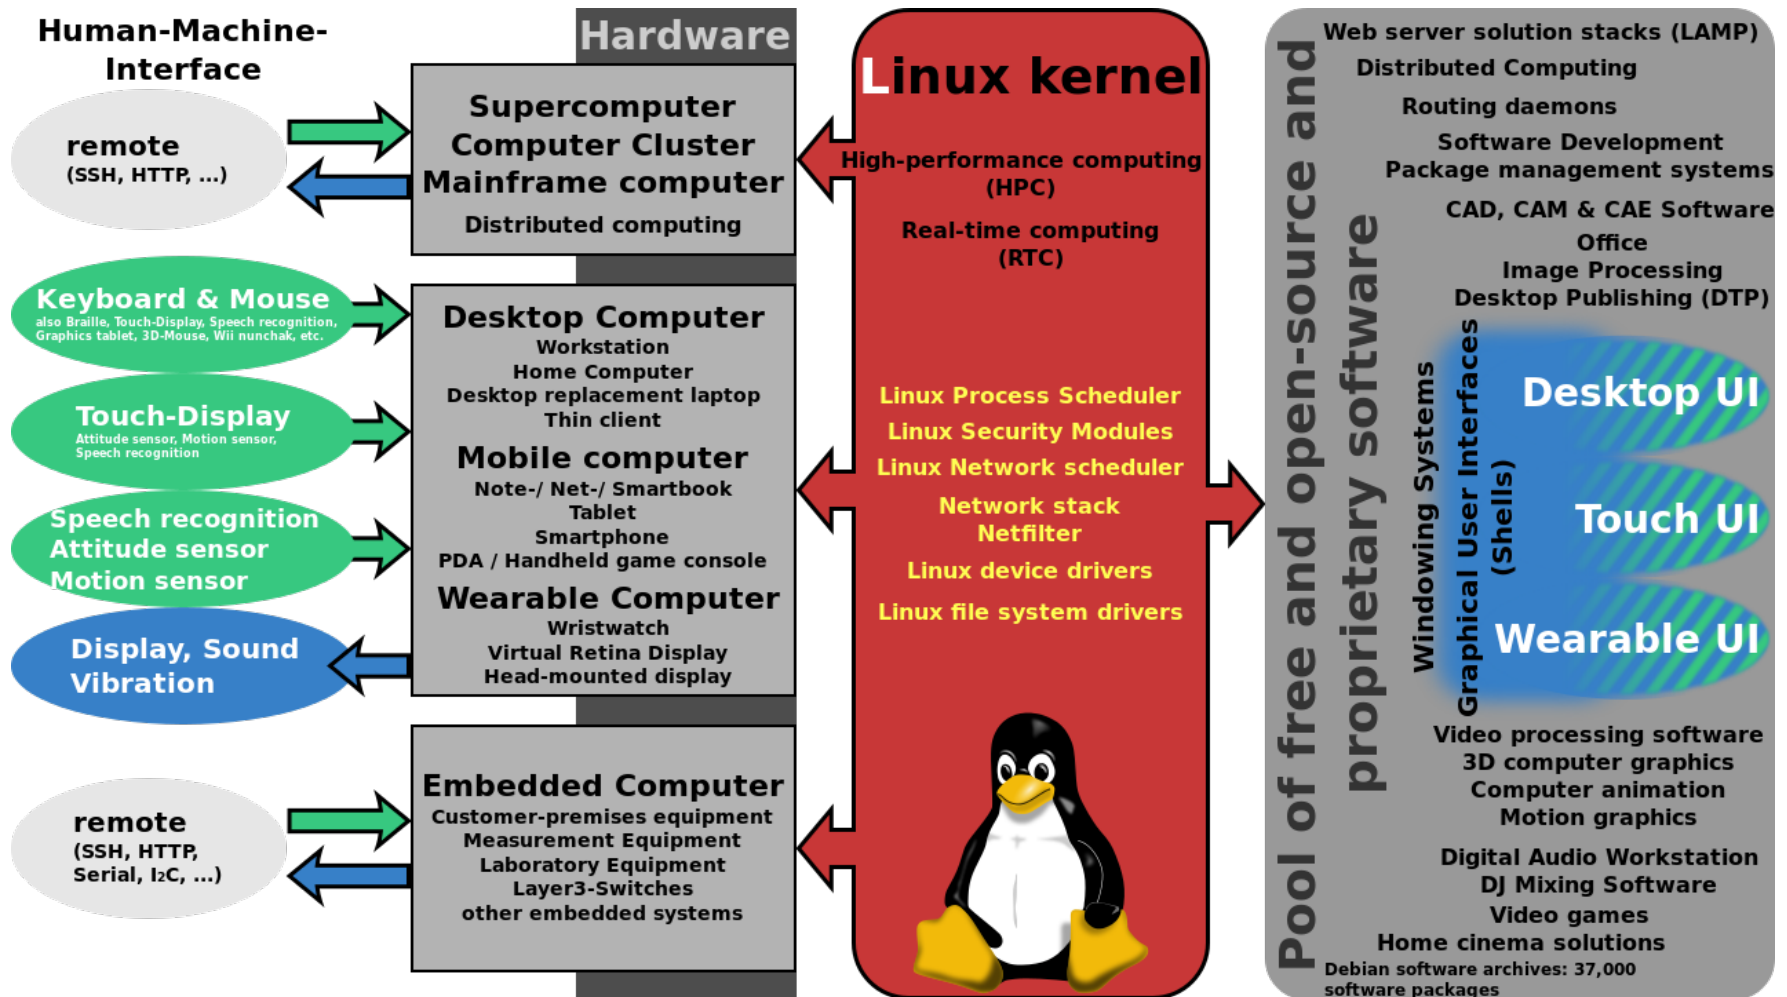 Human-Machine-
Interface
remote
(SSH, HTTP, ...)
Keyboard & Mouse
also Braille, Touch-Display, Speech recognition,
Graphics tablet, 3D-Mouse, Wii nunchak, etc.
Touch-Display
Attitude sensor, Motion sensor,
Speech recognition
Speech recognition
Attitude sensor
Motion sensor
Display, Sound
Vibration
remote
(SSH, HTTP,
Serial, I2C, ...)
Hardware
Supercomputer
Computer Cluster
Mainframe computer
Distributed computing
Desktop Computer
Workstation
Home Computer
Desktop replacement laptop
Thin client
Mobile computer
Note-/ Net-/ Smartbook
Tablet
Smartphone
PDA / Handheld game console
Wearable Computer
Wristwatch
Virtual Retina Display
Head-mounted display
Embedded Computer
Customer-premises equipment
Measurement Equipment
Laboratory Equipment
Layer3-Switches
other embedded systems
Linux kernel
High-performance computing
(HPC)
Real-time computing
(RTC)
Linux Process Scheduler
Linux Security Modules
Linux Network scheduler
Network stack
Netfilter
Linux device drivers
Linux file system drivers
Pool of free and open-source and
proprietary software
Web server solution stacks (LAMP)
Distributed Computing
Routing daemons
Software Development
Package management systems
CAD, CAM & CAE Software
Office
Image Processing
Desktop Publishing (DTP)
Windowing Systems
Graphical User Interfaces
(Shells)
Desktop UI
Touch UI
Wearable UI
Video processing software
3D computer graphics
Computer animation
Motion graphics
Digital Audio Workstation
DJ Mixing Software
Video games
Home cinema solutions
Debian software archives: 37,000
software packages